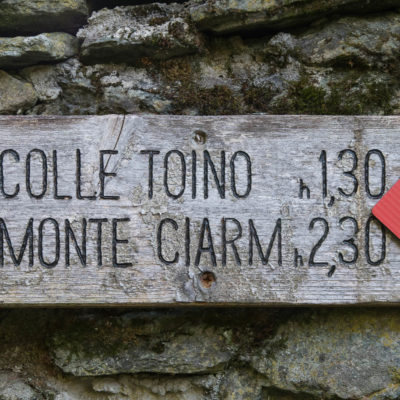 COLLE TOINO h 1,30
MONTE CIARM h 2,30